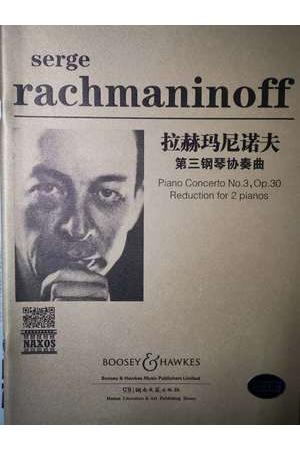 serge
rachmaninoff
拉赫玛尼诺夫
第三钢琴协奏曲
Piano Concerto No.3, Op.30
Reduction for 2 pianos
NAXOS
BOOSEY & HAWKES
Boosey & Hawkes Music Publishers Limited
湖南文艺出版社
Hunan Literature & Art Publishing House